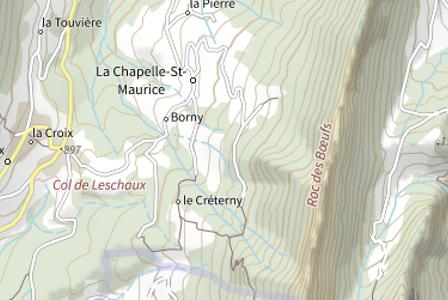 la Pierre
la Touvière
La Chapelle-St-
Maurice
Borny
la Croix
x
897
Col de Leschaux
le Créterny
Roc des Bœufs